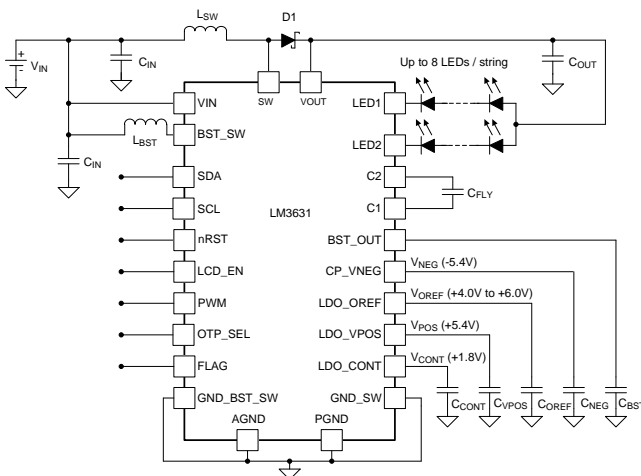 L_SW
D1
+
-
V_IN
C_IN
SW
VOUT
Up to 8 LEDs / string
C_OUT
VIN
LED1
L_BST
BST_SW
LED2
C_IN
SDA
C2
C_FLY
SCL
LM3631
C1
nRST
BST_OUT
LCD_EN
CP_VNEG
V_NEG (-5.4V)
PWM
LDO_OREF
V_OREF (+4.0V to +6.0V)
OTP_SEL
LDO_VPOS
V_POS (+5.4V)
FLAG
LDO_CONT
V_CONT (+1.8V)
GND_BST_SW
GND_SW
C_CONT
C_VPOS
C_OREF
C_NEG
C_BST
AGND
PGND